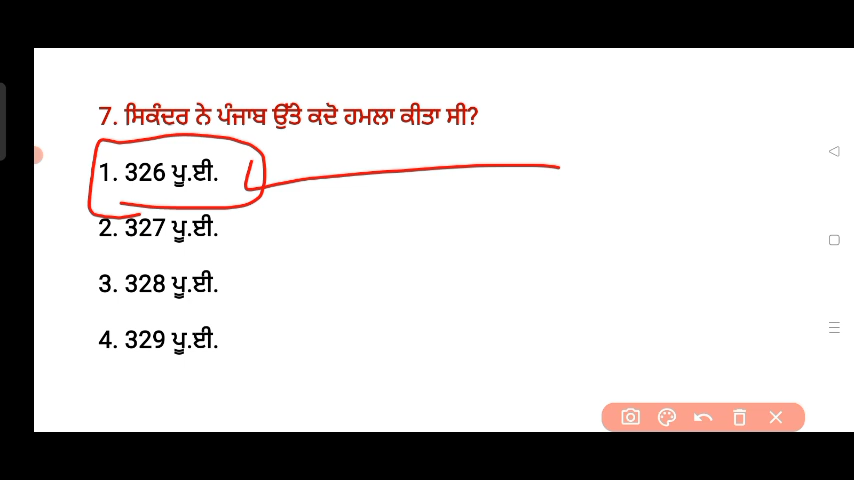 7. ਸਿਕੰਦਰ ਨੇ ਪੰਜਾਬ ਉੱਤੇ ਕਦੋ ਹਮਲਾ ਕੀਤਾ ਸੀ?
1. 326 ਪੂ.ਈ.
2. 327 ਪੂ.ਈ.
3. 328 ਪੂ.ਈ.
4. 329 ਪੂ.ਈ.